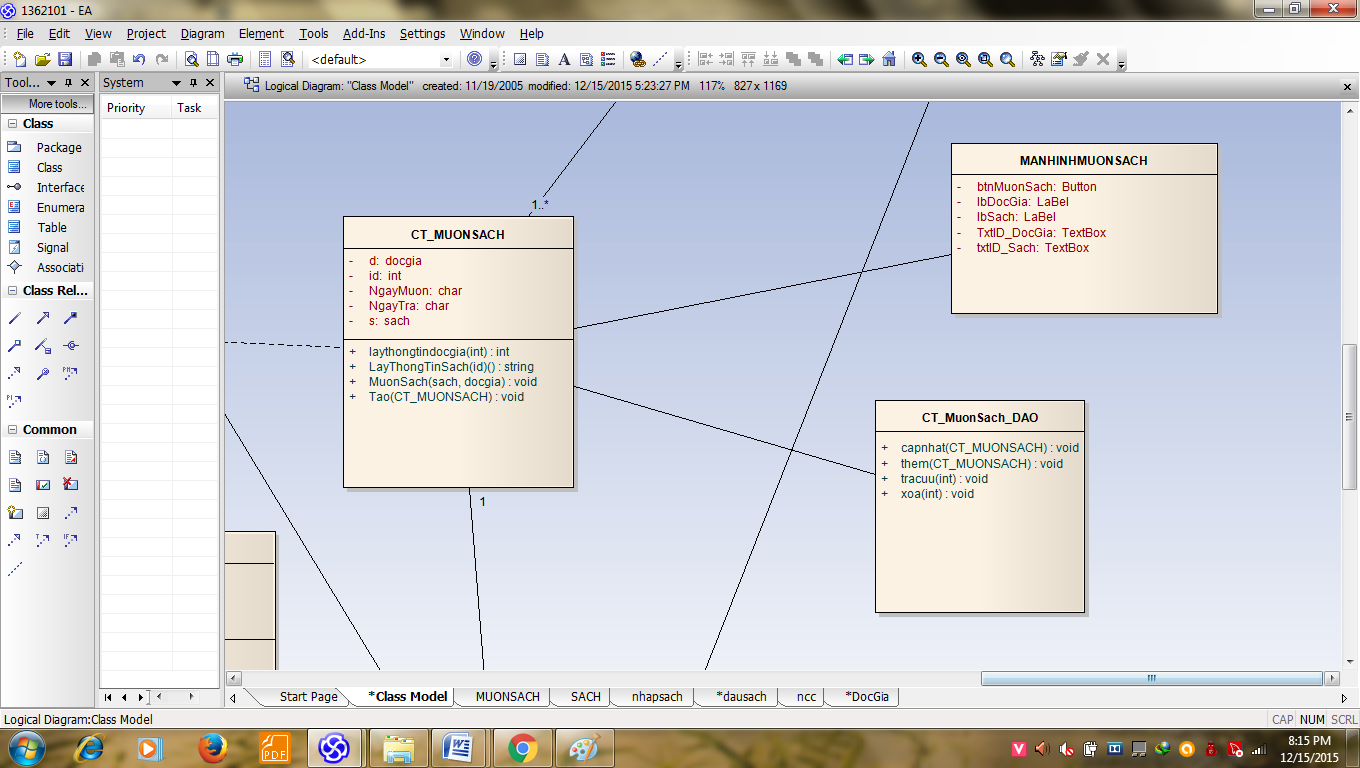 1362101 - EA
File Edit View Project Diagram Element Tools Add-Ins Settings Window Help
<default>
Tool...
System
Logical Diagram: "Class Model" created: 11/19/2005 modified: 12/15/2015 5:23:27 PM 117% 827 x 1169
More tools...
Priority Task
Class
Package
Class
Interface
Enumera
Table
Signal
Associati
Class Rel...
Common
1..*
CT_MUONSACH
- d: docgia
- id: int
- NgayMuon: char
- NgayTra: char
- s: sach
+ laythongtindocgia(int) : int
+ LayThongTinSach(id)() : string
+ MuonSach(sach, docgia) : void
+ Tao(CT_MUONSACH) : void
1
MANHINHMUONSACH
- btnMuonSach: Button
- lbDocGia: LaBel
- lbSach: LaBel
- TxtID_DocGia: TextBox
- txtID_Sach: TextBox
CT_MuonSach_DAO
+ capnhat(CT_MUONSACH) : void
+ them(CT_MUONSACH) : void
+ tracuu(int) : void
+ xoa(int) : void
Start Page *Class Model MUONSACH SACH nhapsach *dausach ncc *DocGia
Logical Diagram:Class Model
CAP NUM SCRL
PDF
8:15 PM
12/15/2015